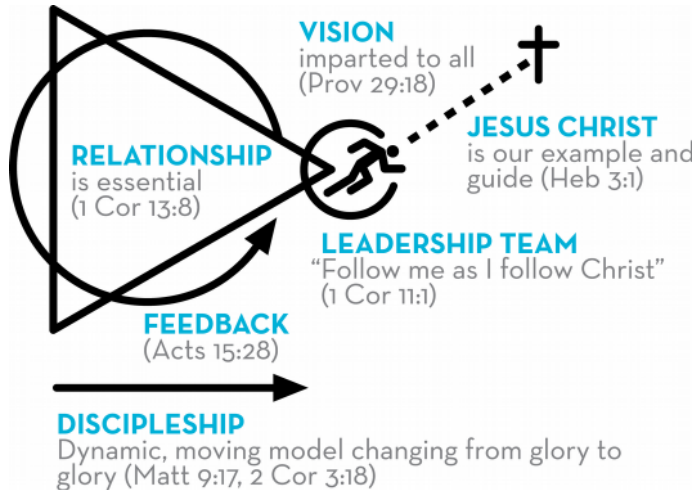 VISION
imparted to all
(Prov 29:18)
JESUS CHRIST
is our example and
guide (Heb 3:1)
RELATIONSHIP
is essential
(1 Cor 13:8)
LEADERSHIP TEAM
“Follow me as I follow Christ”
(1 Cor 11:1)
FEEDBACK
(Acts 15:28)
DISCIPLESHIP
Dynamic, moving model changing from glory to
glory (Matt 9:17, 2 Cor 3:18)